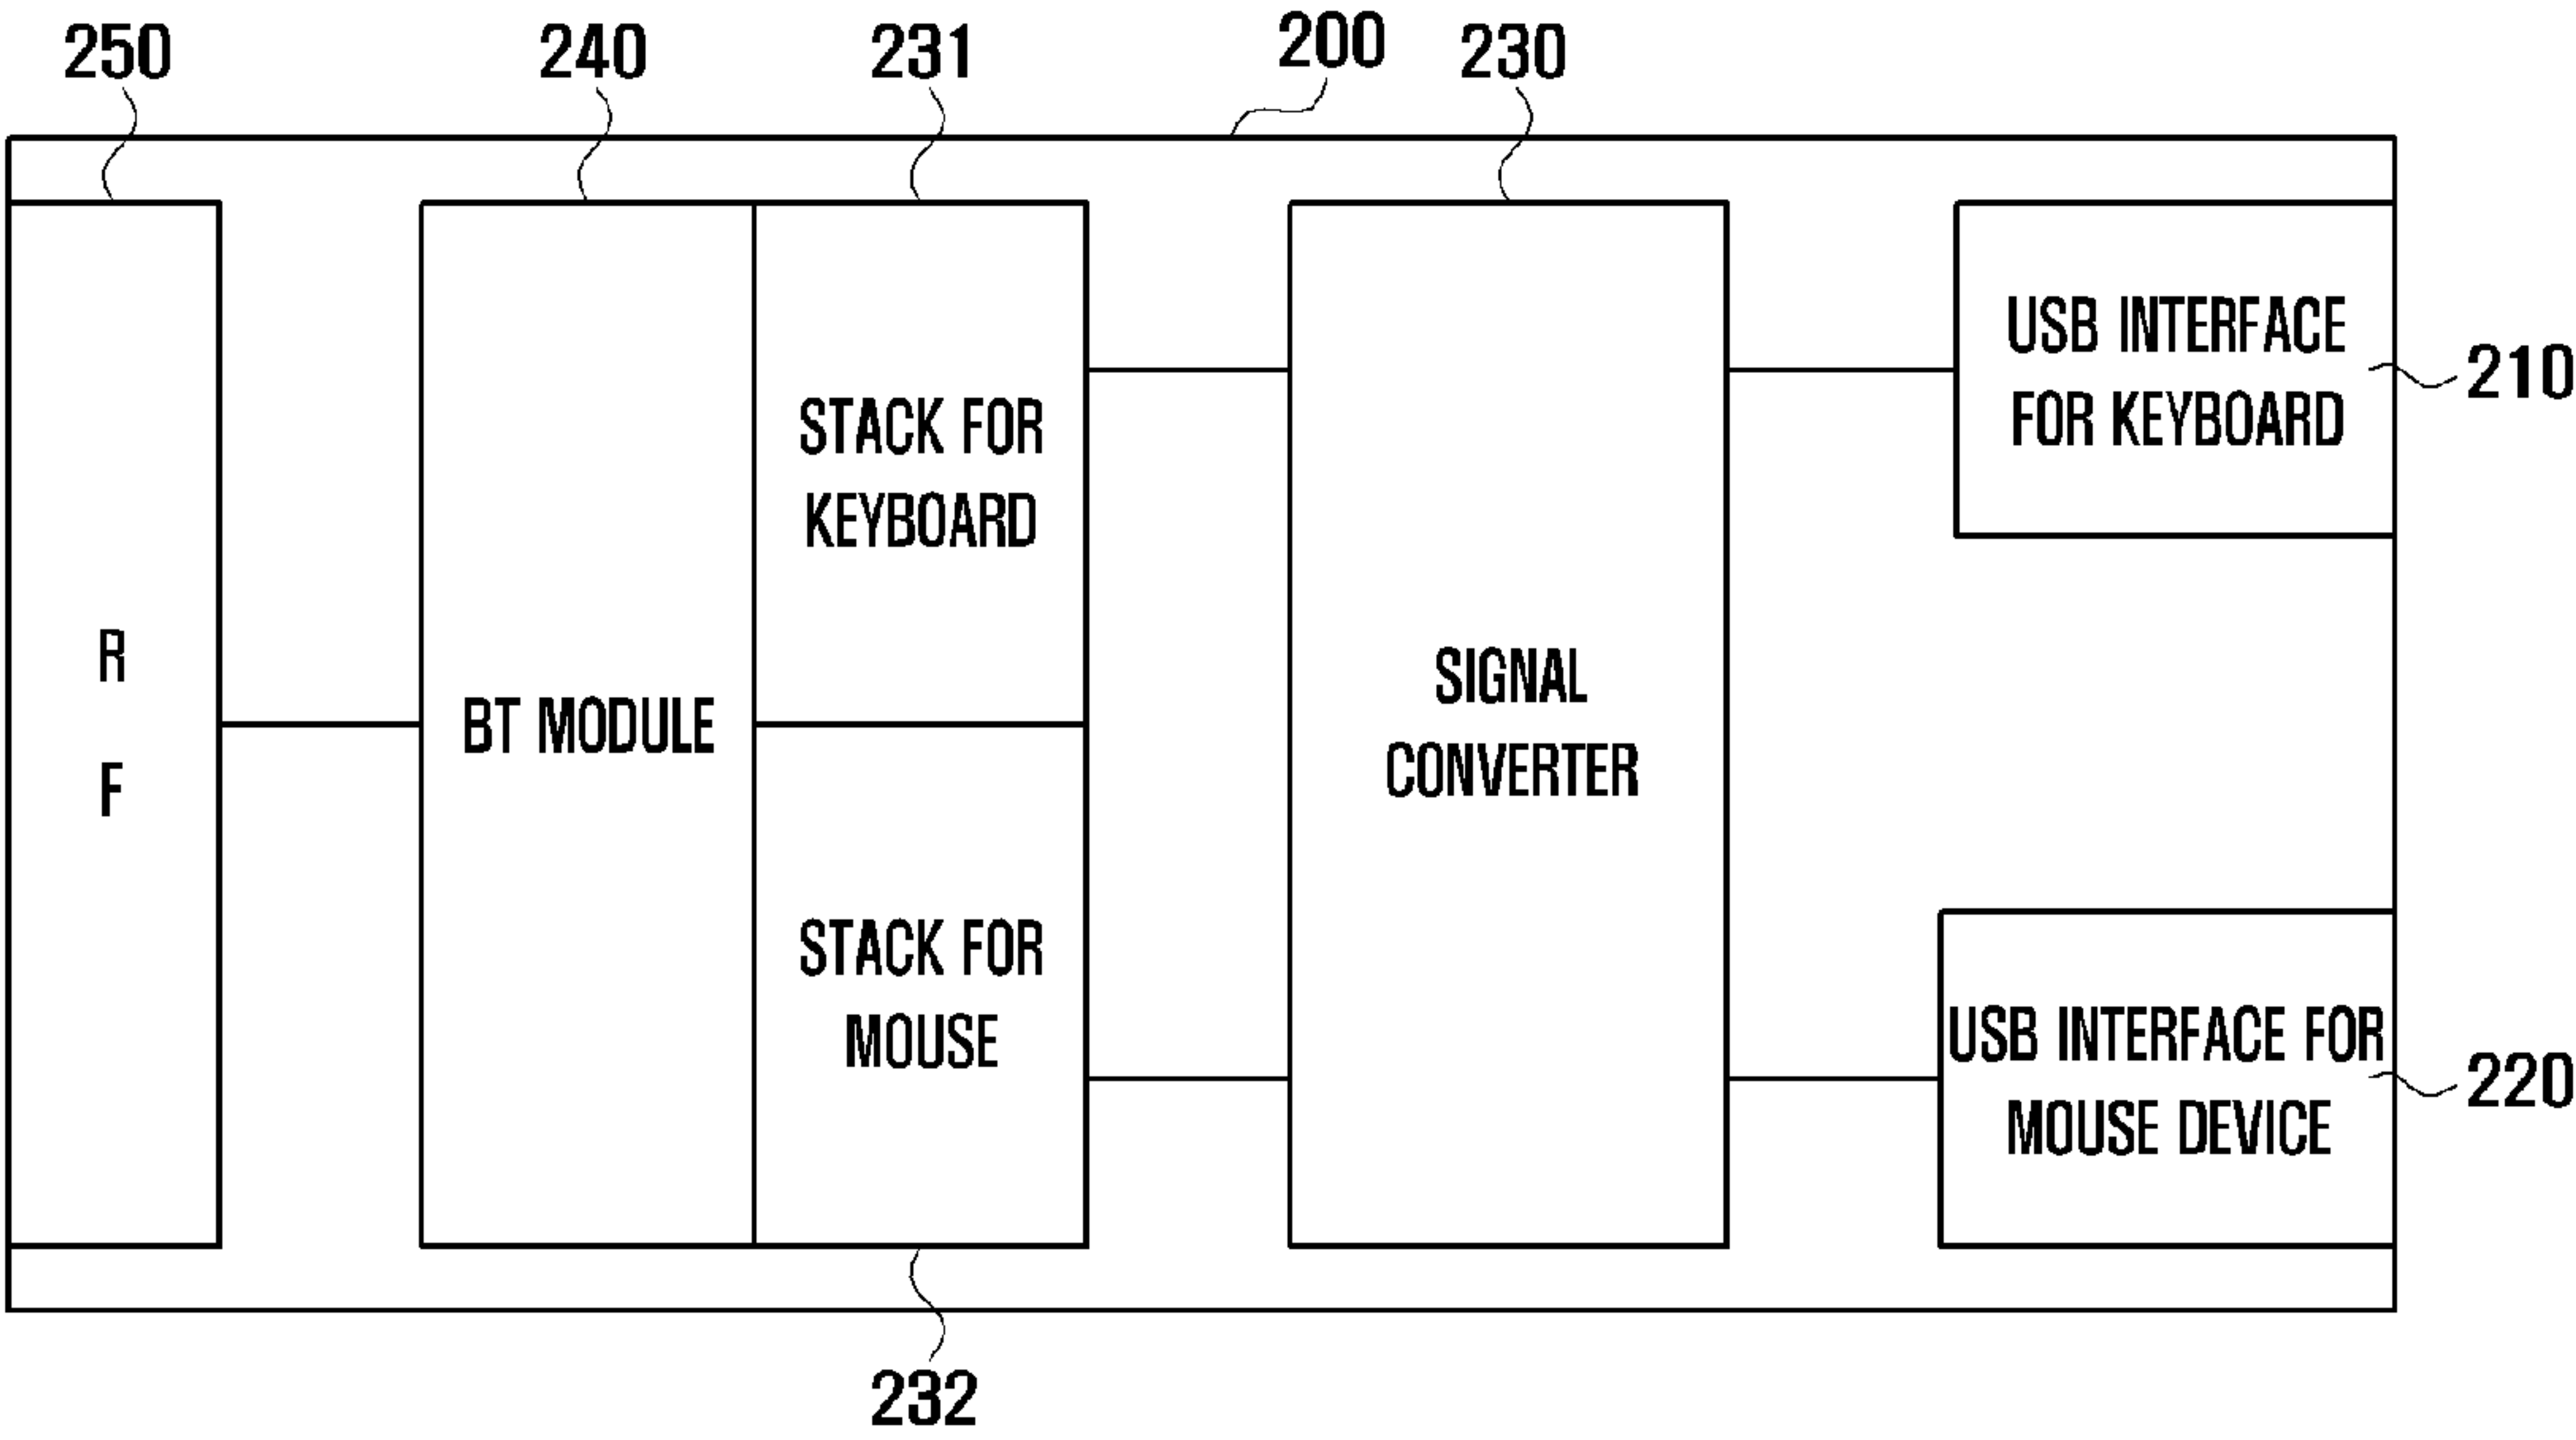 250
240
231
200
230
USB INTERFACE
FOR KEYBOARD
210
STACK FOR
KEYBOARD
R
F
BT MODULE
SIGNAL
CONVERTER
STACK FOR
MOUSE
USB INTERFACE FOR
MOUSE DEVICE
220
232